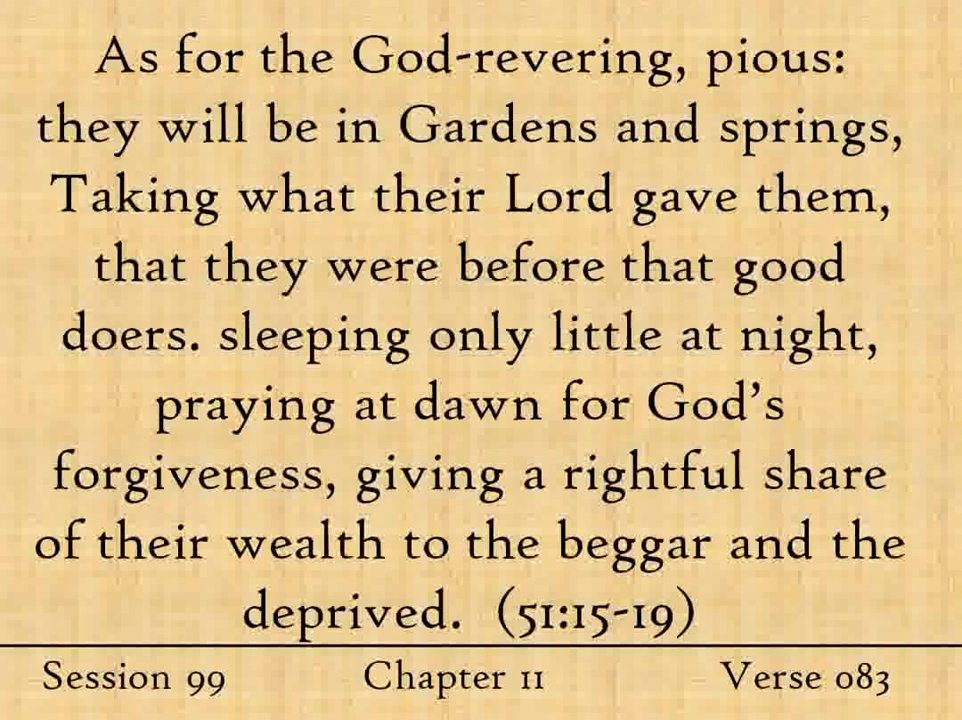 As for the God-revering, pious:
they will be in Gardens and springs,
Taking what their Lord gave them,
that they were before that good
doers. sleeping only little at night,
praying at dawn for God's
forgiveness, giving a rightful share
of their wealth to the beggar and the
deprived. (51:15-19)
Session 99 Chapter 11 Verse 083